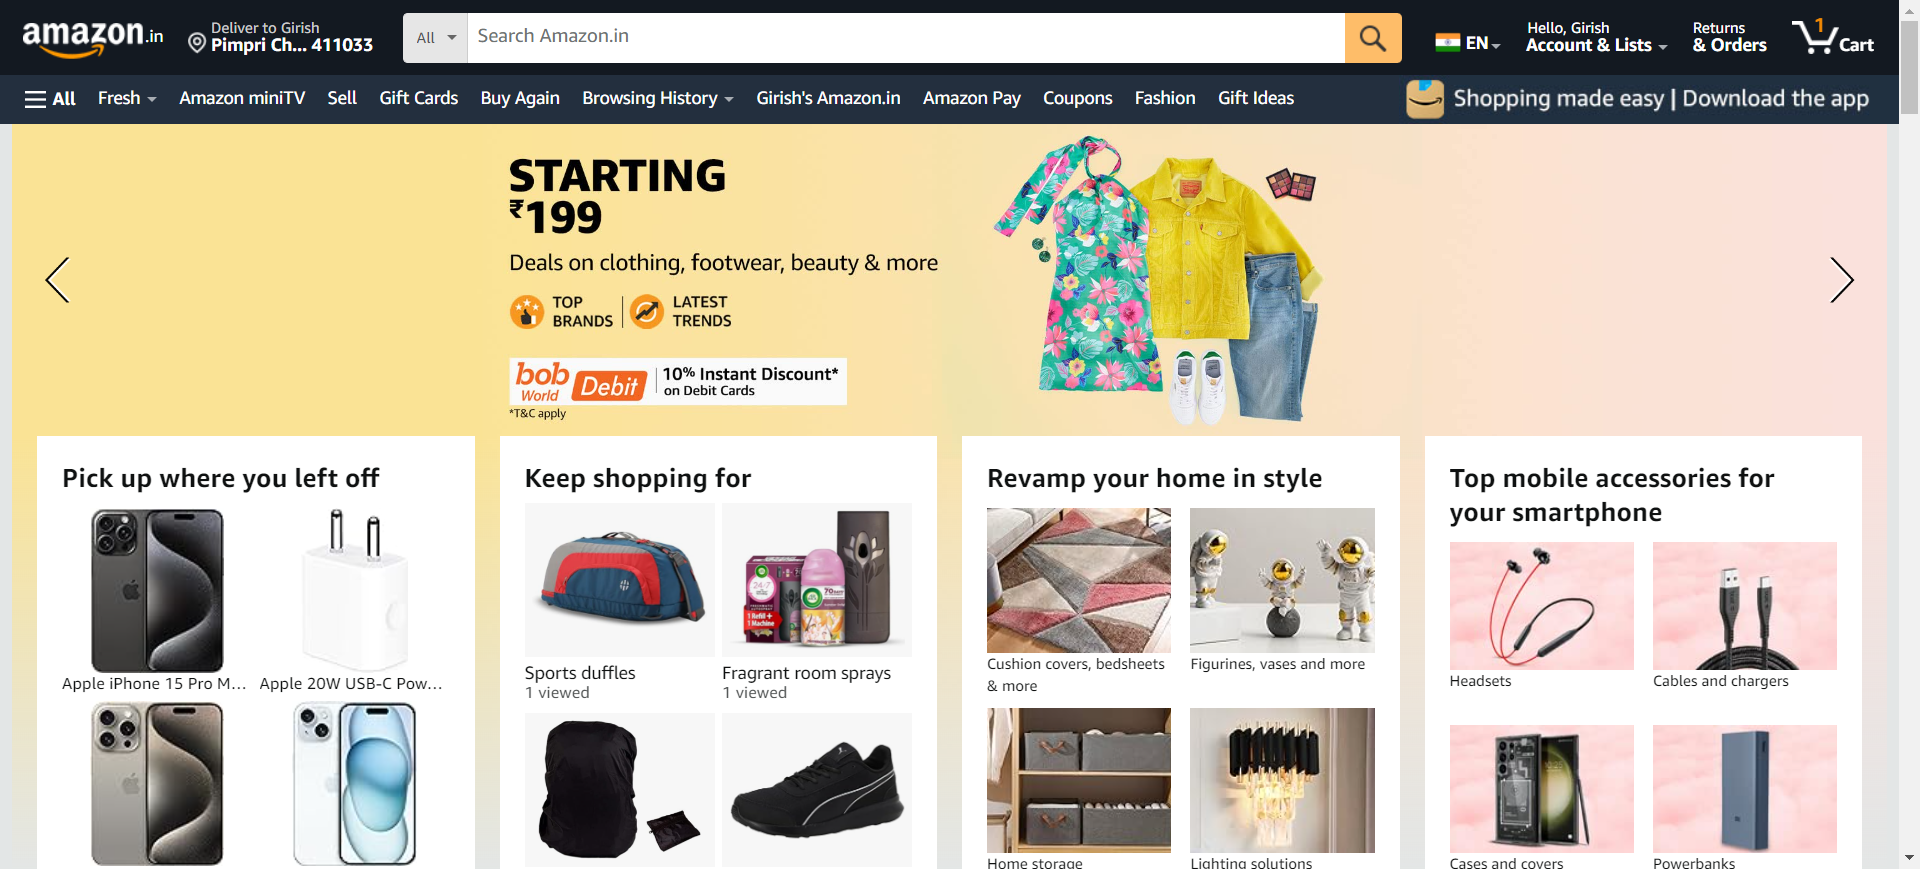 amazon.in
Deliver to Girish
Pimpri Ch... 411033
All
Search Amazon.in
EN
Hello, Girish
Account & Lists
Returns
& Orders
1
Cart
All
Fresh
Amazon miniTV
Sell
Gift Cards
Buy Again
Browsing History
Girish's Amazon.in
Amazon Pay
Coupons
Fashion
Gift Ideas
Shopping made easy | Download the app
STARTING
₹199
Deals on clothing, footwear, beauty & more
TOP
BRANDS
LATEST
TRENDS
bob
World
Debit
10% Instant Discount*
on Debit Cards
*T&C apply
Pick up where you left off
Apple iPhone 15 Pro M...
Apple 20W USB-C Pow...
Keep shopping for
Sports duffles
1 viewed
Fragrant room sprays
1 viewed
Revamp your home in style
Cushion covers, bedsheets
& more
Figurines, vases and more
Home storage
Lighting solutions
Top mobile accessories for
your smartphone
Headsets
Cables and chargers
Cases and covers
Powerbanks